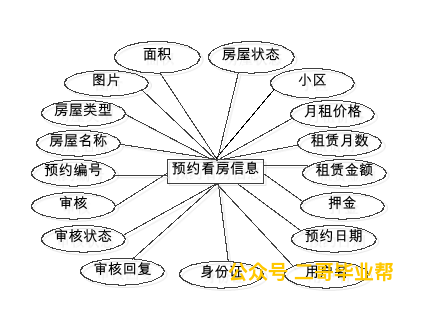 面积
房屋状态
图片
小区
房屋类型
月租价格
房屋名称
租赁月数
预约看房信息
预约编号
租赁金额
审核
押金
审核状态
预约日期
审核回复
身份证
用户名
公众号 二哥毕业帮